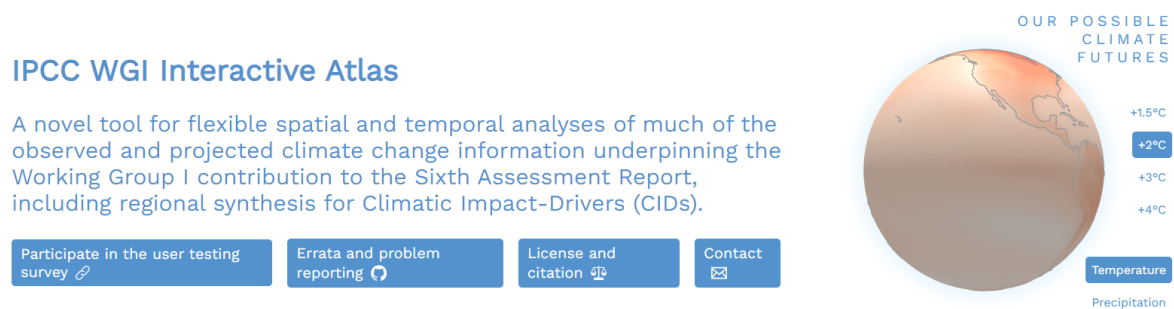 IPCC WGI Interactive Atlas
A novel tool for flexible spatial and temporal analyses of much of the
observed and projected climate change information underpinning the
Working Group I contribution to the Sixth Assessment Report,
including regional synthesis for Climatic Impact-Drivers (CIDs).
Participate in the user testing
survey
Errata and problem
reporting
License and
citation
Contact
OUR POSSIBLE
CLIMATE
FUTURES
+1.5°C
+2°C
+3°C
+4°C
Temperature
Precipitation